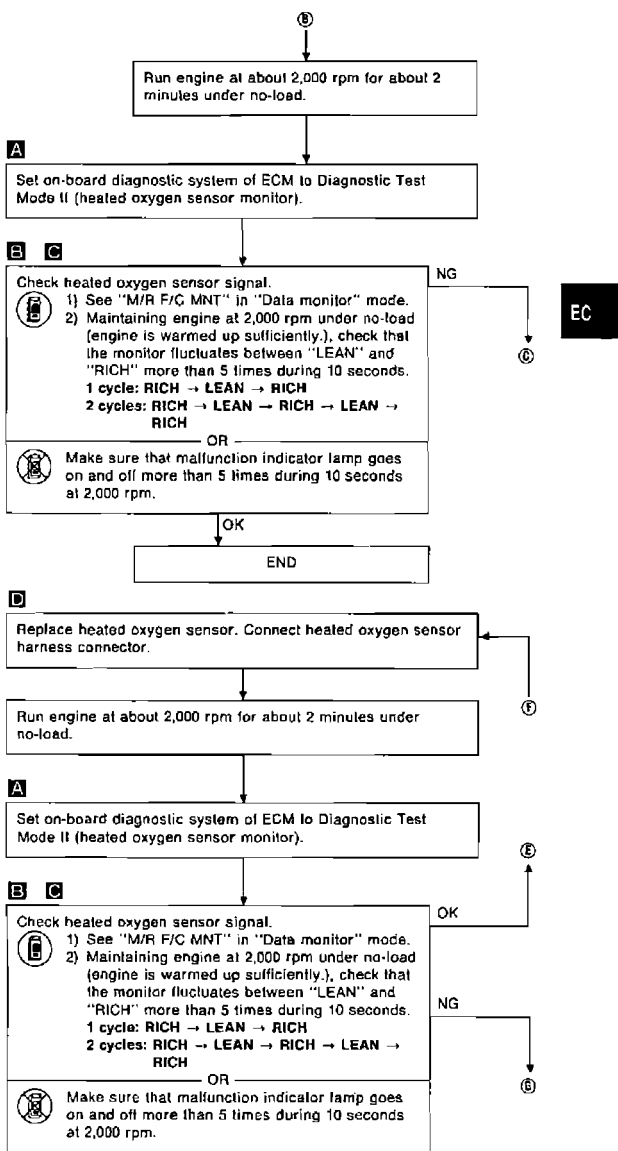 B
Run engine at about 2,000 rpm for about 2
minutes under no-load.
A
Set on-board diagnostic system of ECM to Diagnostic Test
Mode II (heated oxygen sensor monitor).
B C
Check heated oxygen sensor signal.
1) See "M/R F/C MNT" in "Data monitor" mode.
2) Maintaining engine at 2,000 rpm under no-load
(engine is warmed up sufficiently.), check that
the monitor fluctuates between "LEAN" and
"RICH" more than 5 times during 10 seconds.
1 cycle: RICH → LEAN → RICH
2 cycles: RICH → LEAN → RICH → LEAN →
RICH
NG
C
EC
OR
Make sure that malfunction indicator lamp goes
on and off more than 5 times during 10 seconds
at 2,000 rpm.
OK
END
D
Replace heated oxygen sensor. Connect heated oxygen sensor
harness connector.
F
Run engine at about 2,000 rpm for about 2 minutes under
no-load.
A
Set on-board diagnostic system of ECM to Diagnostic Test
Mode II (heated oxygen sensor monitor).
E
B C
OK
Check heated oxygen sensor signal.
1) See "M/R F/C MNT" in "Data monitor" mode.
2) Maintaining engine at 2,000 rpm under no-load
(engine is warmed up sufficiently.), check that
the monitor fluctuates between "LEAN" and
"RICH" more than 5 times during 10 seconds.
1 cycle: RICH → LEAN → RICH
2 cycles: RICH → LEAN → RICH → LEAN →
RICH
NG
G
OR
Make sure that malfunction indicator lamp goes
on and off more than 5 times during 10 seconds
at 2,000 rpm.